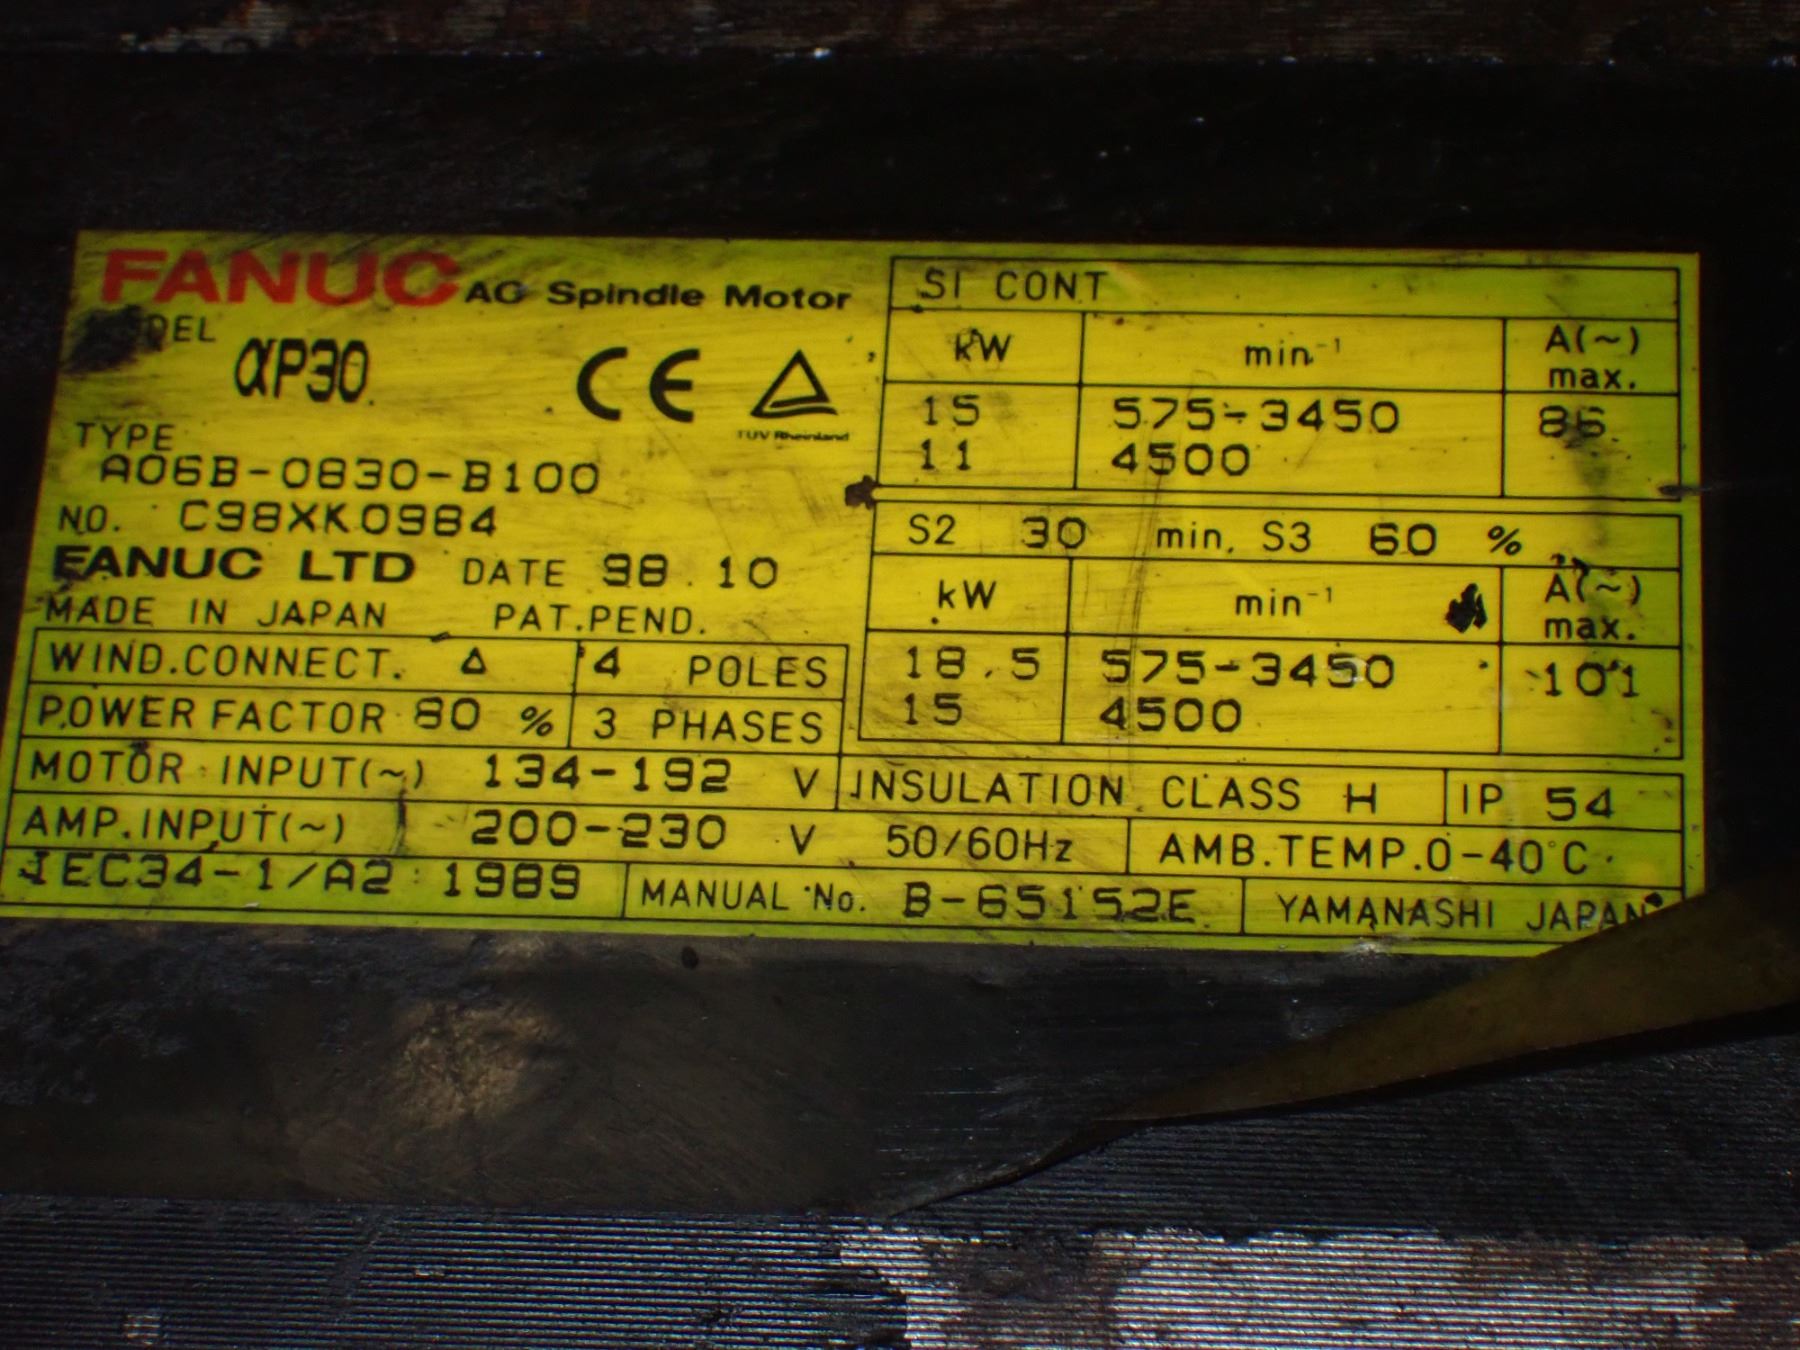 FANUC AC Spindle Motor
MODEL
αP30
CE
TUV Rheinland
TYPE
A06B-0830-B100
NO. C98XK0984
FANUC LTD DATE 98.10
MADE IN JAPAN PAT.PEND.
WIND.CONNECT. Δ 4 POLES
POWER FACTOR 80 % 3 PHASES
MOTOR INPUT(~) 134-192 V
AMP.INPUT(~) 200-230 V 50/60Hz
IEC34-1/A2 1989
S1 CONT
kW min⁻¹ A(~) max.
15 575-3450 86
11 4500
S2 30 min, S3 60 %
kW min⁻¹ A(~) max.
18.5 575-3450 101
15 4500
INSULATION CLASS H IP 54
AMB.TEMP.0-40°C
MANUAL No. B-65152E YAMANASHI JAPAN